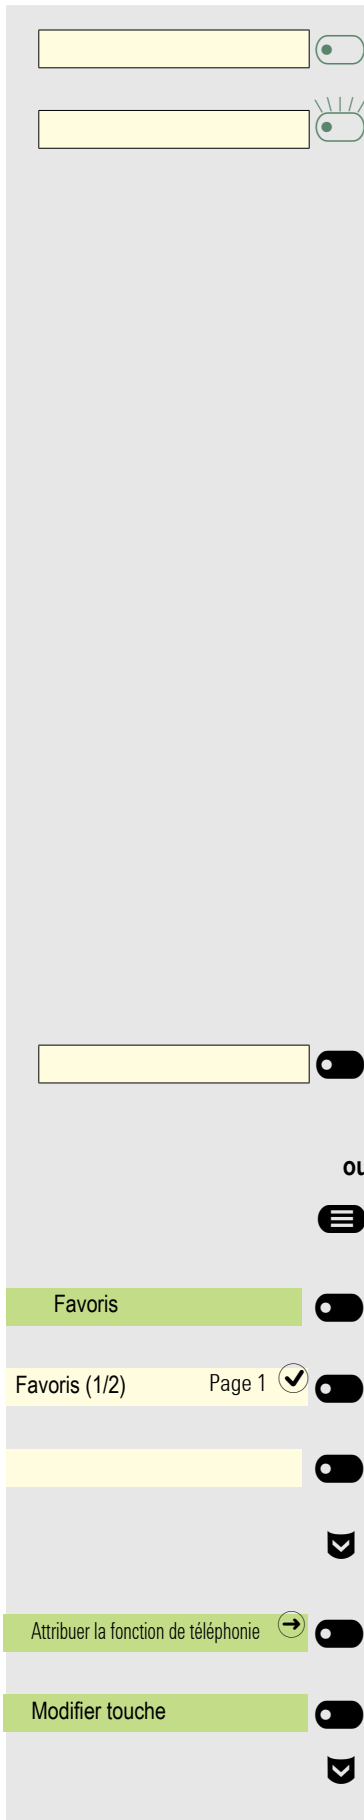 ou
Favoris
Favoris (1/2) Page 1
Attribuer la fonction de téléphonie
Modifier touche